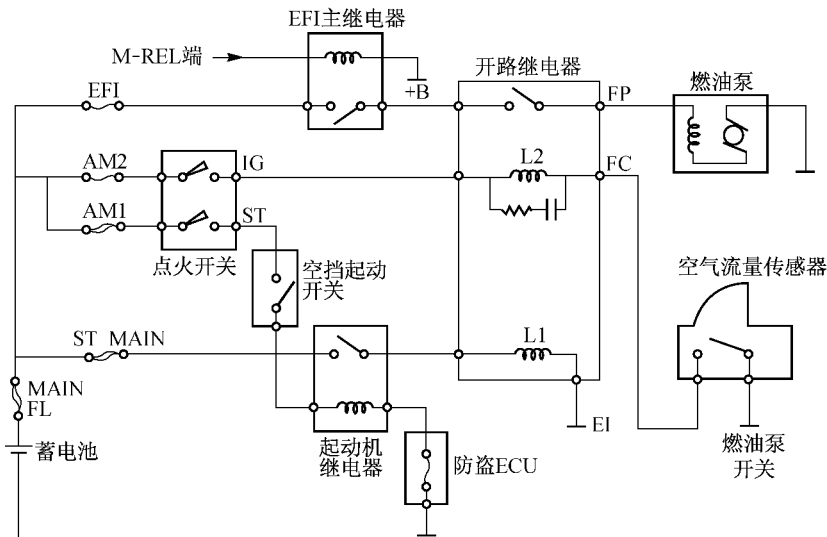 EFI主继电器
M-REL端
+B
开路继电器
燃油泵
EFI
FP
AM2
IG
L2
FC
AM1
ST
点火开关
空挡起动
开关
空气流量传感器
ST MAIN
L1
MAIN
FL
EI
燃油泵
开关
起动机
继电器
防盗ECU
蓄电池